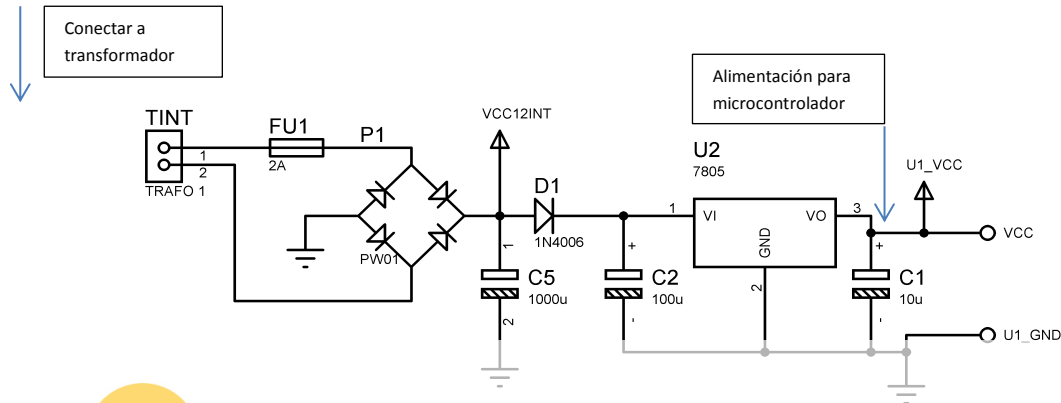 Conectar a
transformador
Alimentación para
microcontrolador
TINT
1
2
TRAFO 1
FU1
2A
P1
PW01
VCC12INT
D1
1N4006
1
C5
1000u
2
+
C2
100u
-
U2
7805
1
VI
VO
3
GND
2
U1_VCC
VCC
+
C1
10u
-
U1_GND